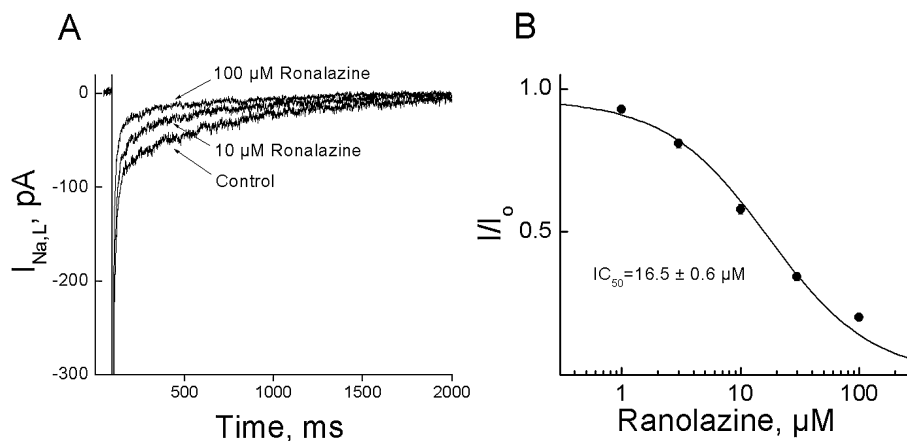 A
100 µM Ronalazine
0
10 µM Ronalazine
-100
Control
-200
-300
500
1000
1500
2000
I_Na,L, pA
Time, ms
B
1.0
0.5
I/I_o
IC_50=16.5 ± 0.6 µM
1
10
100
Ranolazine, µM